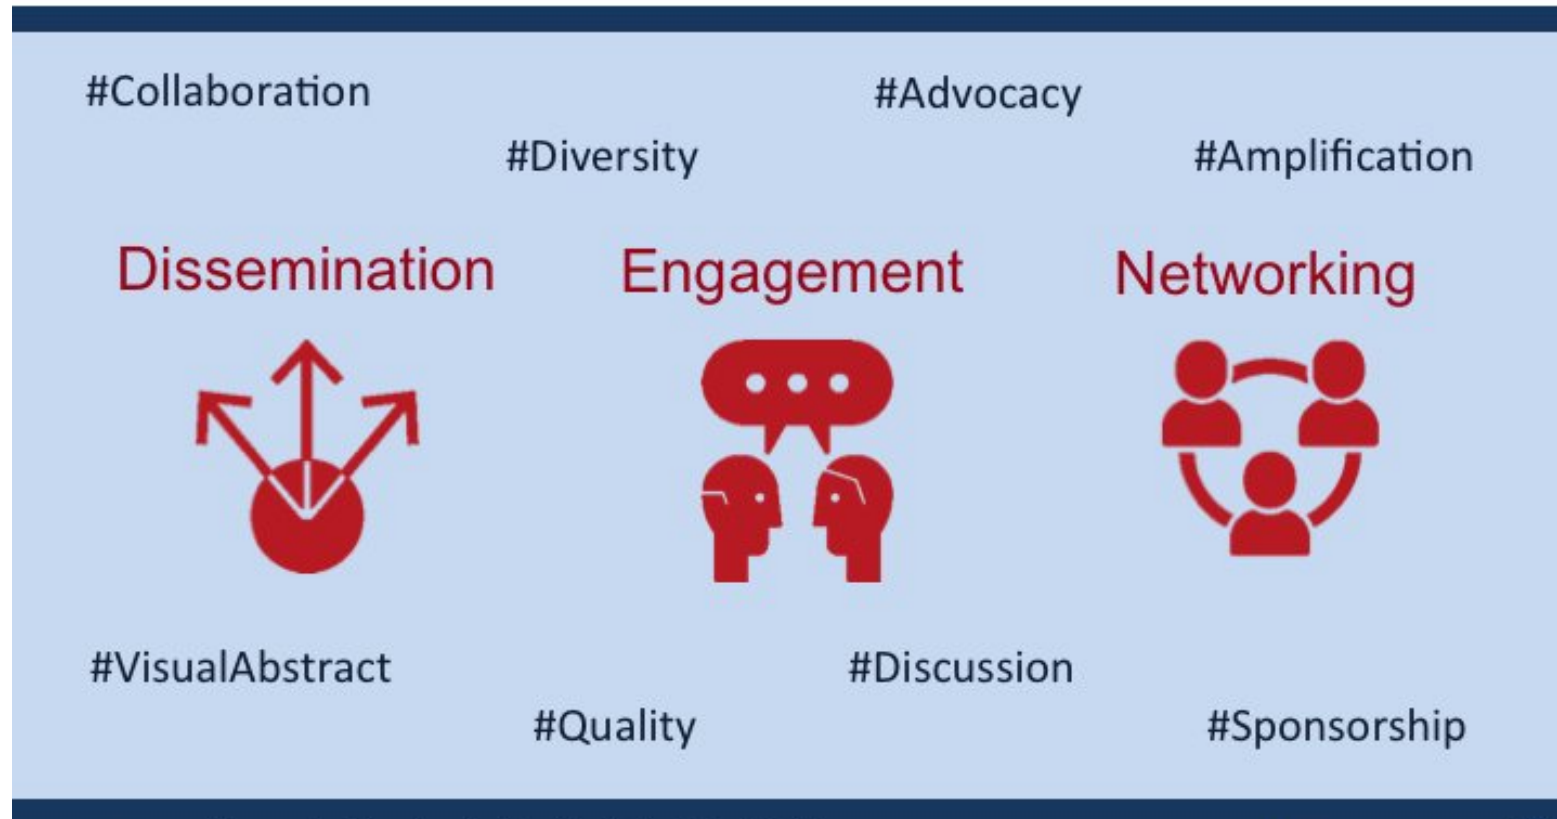 #Collaboration
#Advocacy
#Diversity
#Amplification
Dissemination
Engagement
Networking
#VisualAbstract
#Discussion
#Quality
#Sponsorship